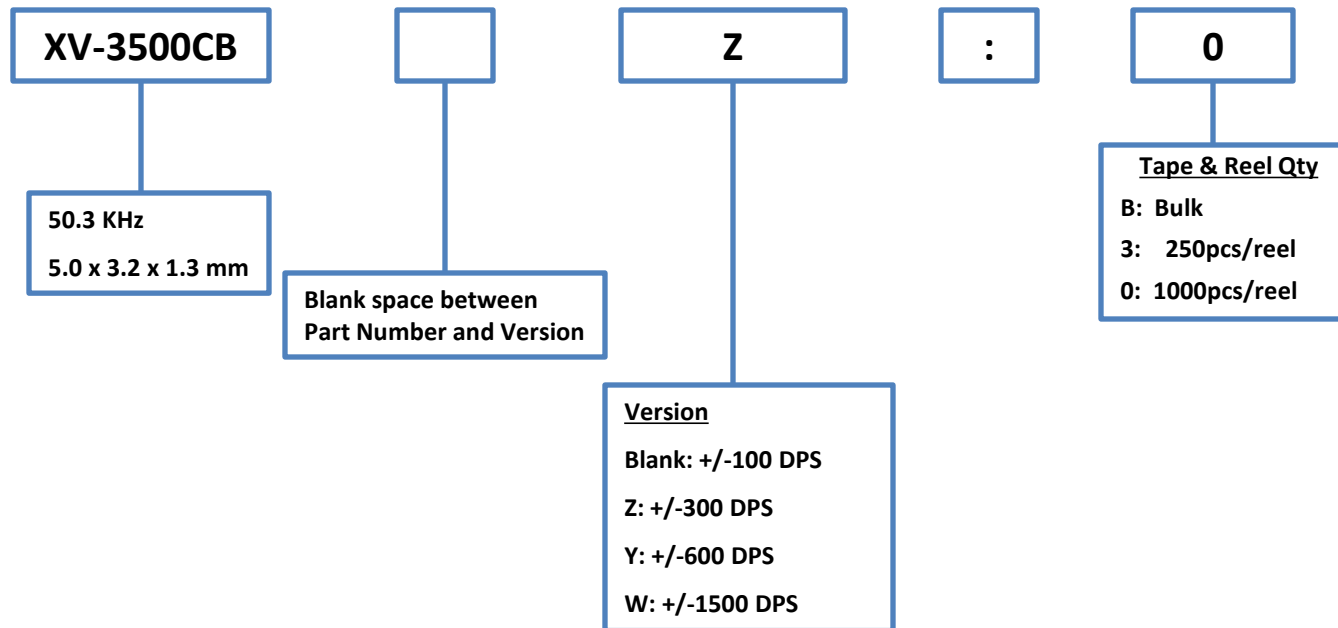 XV-3500CB Z : 0
50.3 KHz
5.0 x 3.2 x 1.3 mm
Blank space between
Part Number and Version
Version
Blank: +/-100 DPS
Z: +/-300 DPS
Y: +/-600 DPS
W: +/-1500 DPS
Tape & Reel Qty
B: Bulk
3: 250pcs/reel
0: 1000pcs/reel